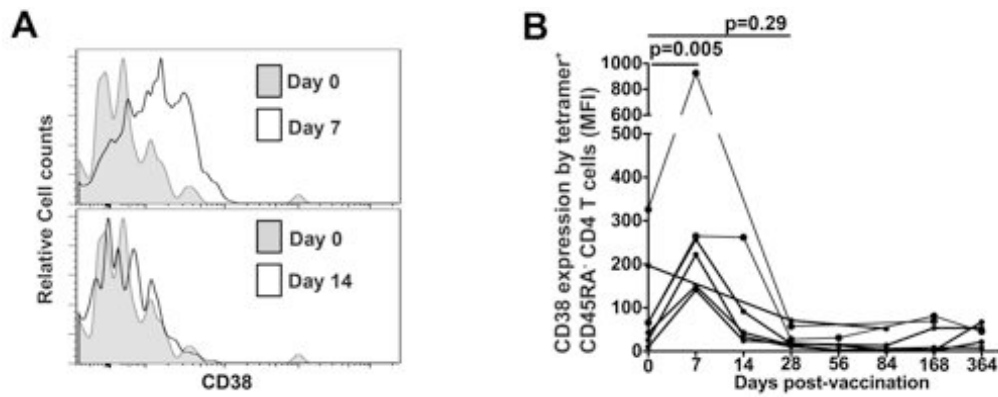 A
Day 0
Day 7
Day 0
Day 14
Relative Cell counts
CD38
B
p=0.29
p=0.005
1000
800
600
500
400
300
200
100
0
CD38 expression by tetramer⁺
CD45RA⁻ CD4 T cells (MFI)
0 7 14 28 56 84 168 364
Days post-vaccination